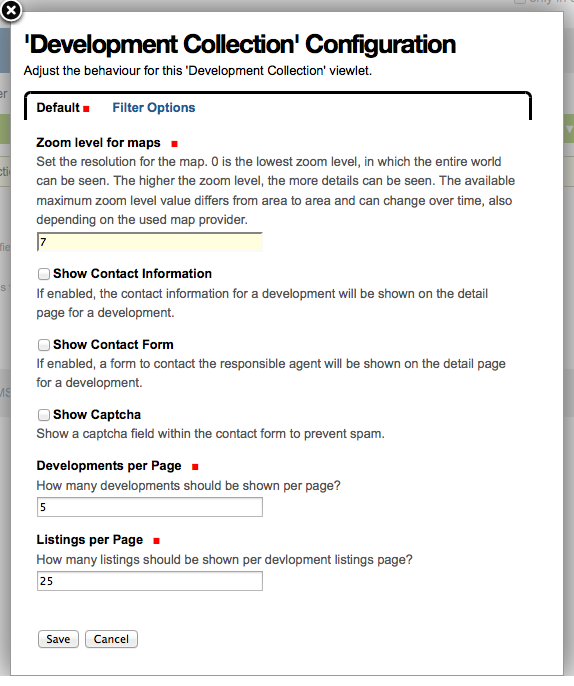 'Development Collection' Configuration
Adjust the behaviour for this 'Development Collection' viewlet.
Default Filter Options
Zoom level for maps
Set the resolution for the map. 0 is the lowest zoom level, in which the entire world
can be seen. The higher the zoom level, the more details can be seen. The available
maximum zoom level value differs from area to area and can change over time, also
depending on the used map provider.
7
Show Contact Information
If enabled, the contact information for a development will be shown on the detail
page for a development.
Show Contact Form
If enabled, a form to contact the responsible agent will be shown on the detail page
for a development.
Show Captcha
Show a captcha field within the contact form to prevent spam.
Developments per Page
How many developments should be shown per page?
5
Listings per Page
How many listings should be shown per devlopment listings page?
25
Save Cancel